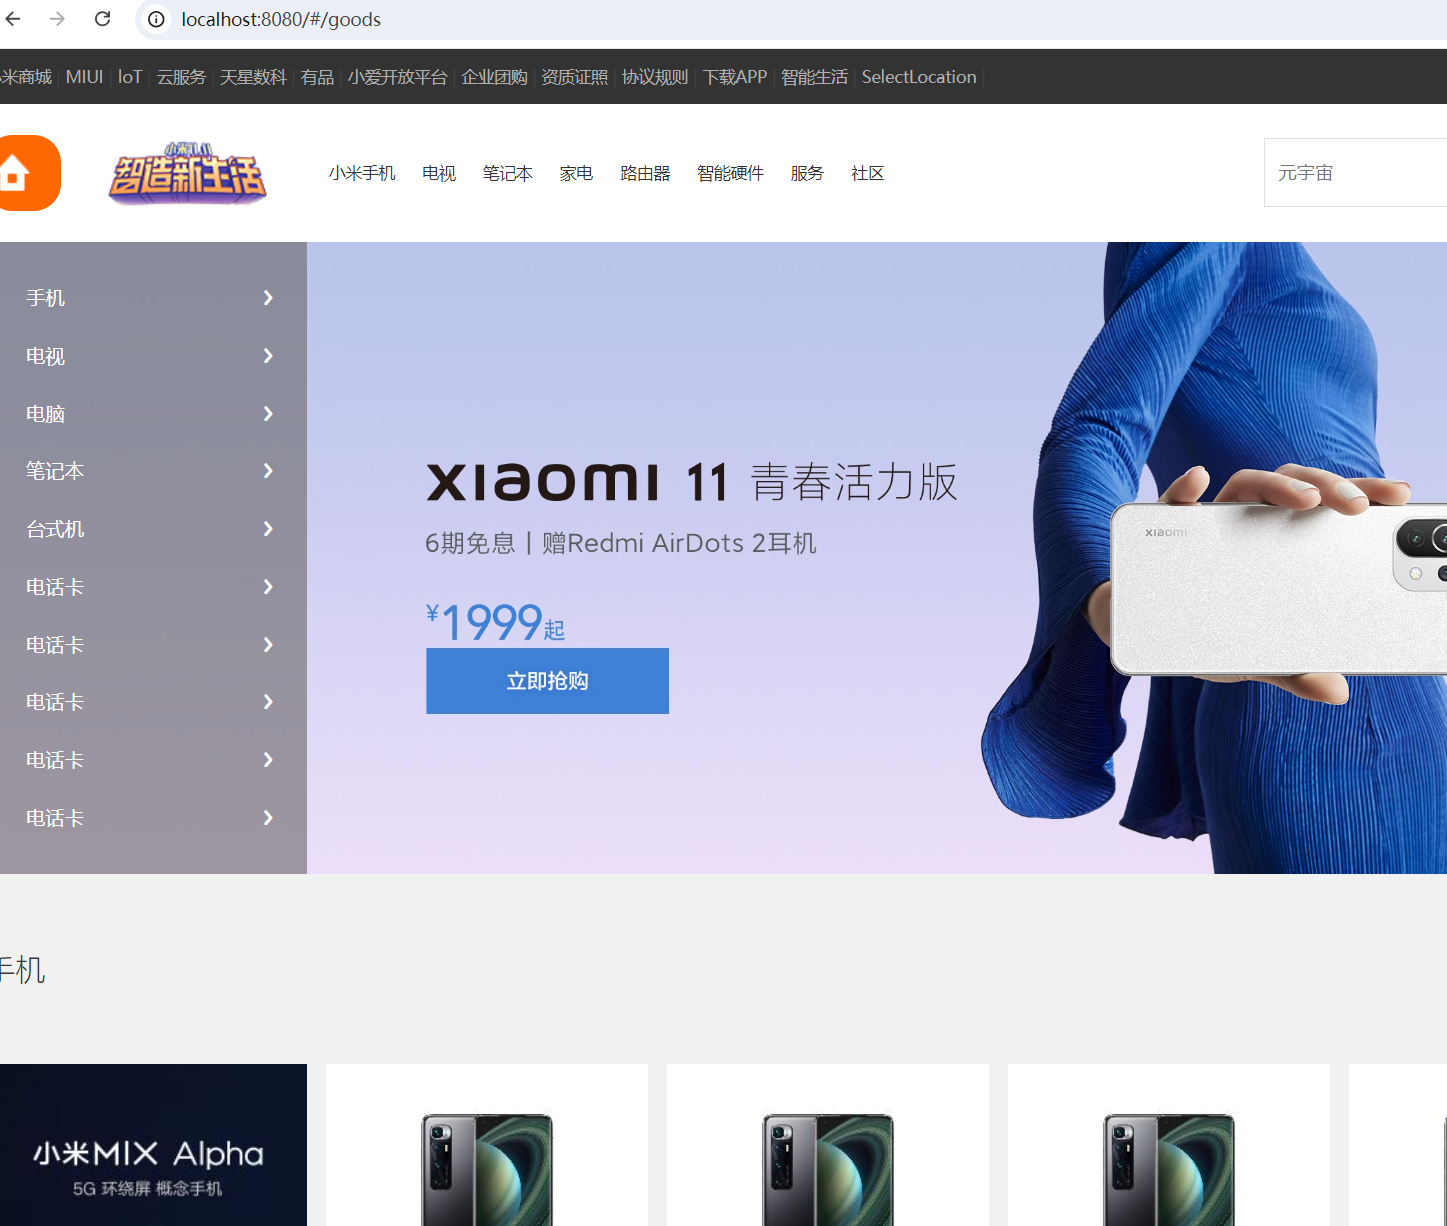 localhost:8080/#/goods
米商城 MIUI IoT 云服务 天星数科 有品 小爱开放平台 企业团购 资质证照 协议规则 下载APP 智能生活 SelectLocation
小米11.11
智造新生活
小米手机 电视 笔记本 家电 路由器 智能硬件 服务 社区
元宇宙
手机
电视
电脑
笔记本
台式机
电话卡
电话卡
电话卡
电话卡
电话卡
xiaomi 11 青春活力版
6期免息 | 赠Redmi AirDots 2耳机
¥1999起
立即抢购
xiaomi
手机
小米MIX Alpha
5G 环绕屏 概念手机